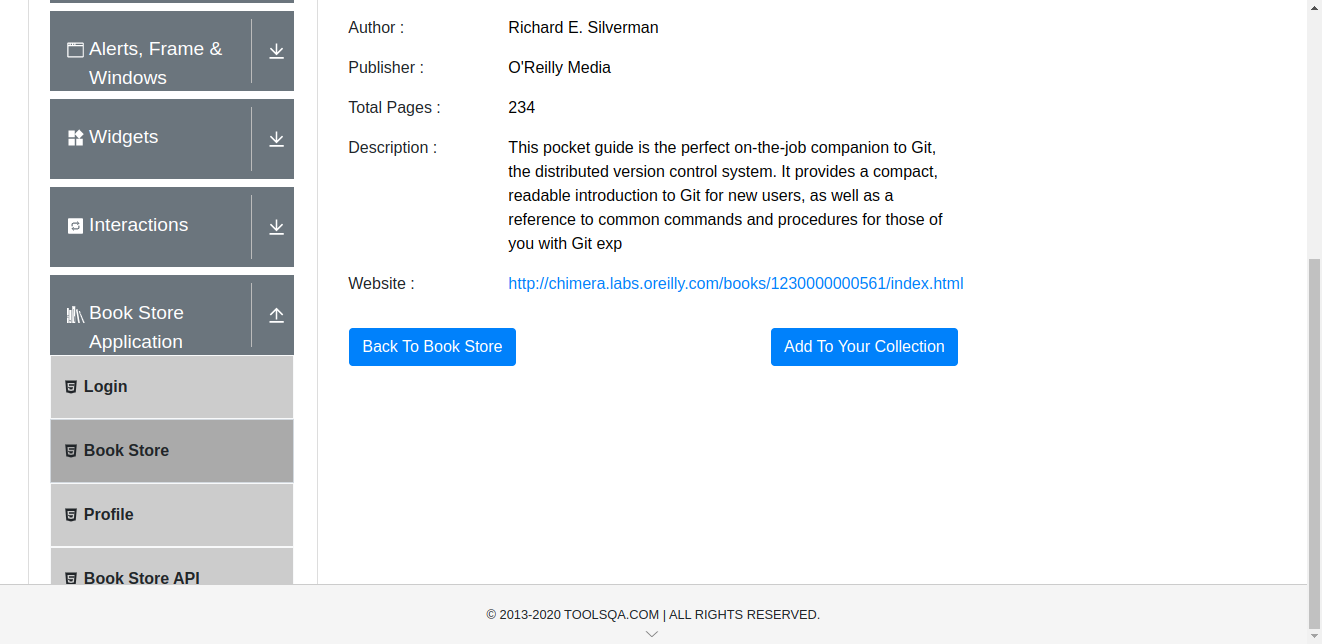 Alerts, Frame &
Windows
Widgets
Interactions
Book Store
Application
Login
Book Store
Profile
Book Store API
Author :
Richard E. Silverman
Publisher :
O'Reilly Media
Total Pages :
234
Description :
This pocket guide is the perfect on-the-job companion to Git,
the distributed version control system. It provides a compact,
readable introduction to Git for new users, as well as a
reference to common commands and procedures for those of
you with Git exp
Website :
http://chimera.labs.oreilly.com/books/1230000000561/index.html
Back To Book Store
Add To Your Collection
© 2013-2020 TOOLSQA.COM | ALL RIGHTS RESERVED.